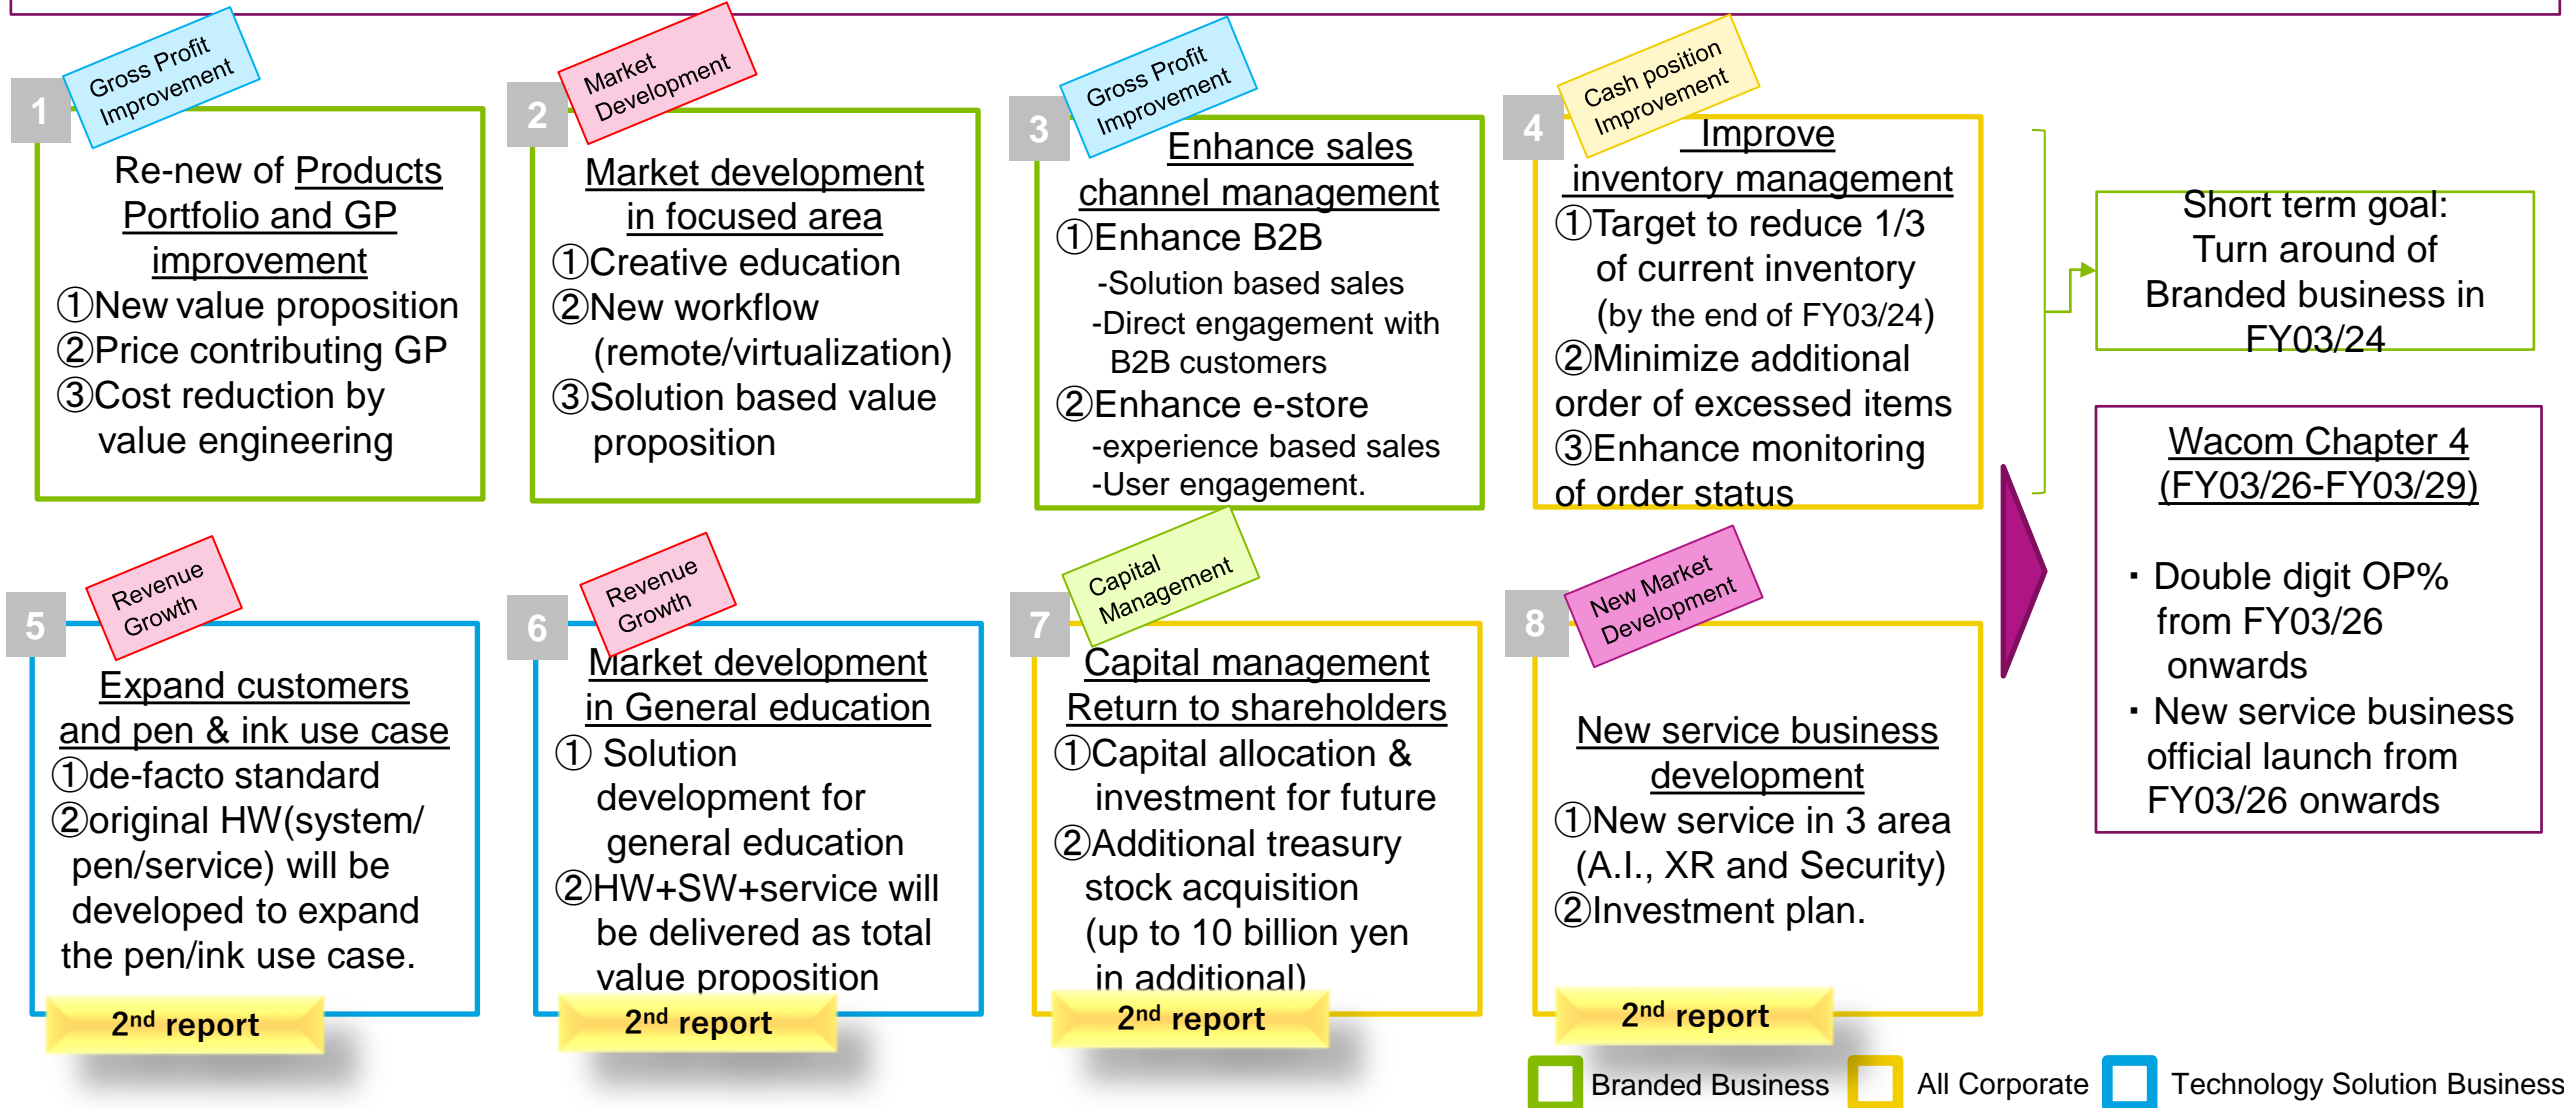 1
Gross Profit
Improvement
Re-new of Products
Portfolio and GP
improvement
①New value proposition
②Price contributing GP
③Cost reduction by
value engineering
2
Market
Development
Market development
in focused area
①Creative education
②New workflow
(remote/virtualization)
③Solution based value
proposition
3
Gross Profit
Improvement
Enhance sales
channel management
①Enhance B2B
-Solution based sales
-Direct engagement with
B2B customers
②Enhance e-store
-experience based sales
-User engagement.
4
Cash position
Improvement
Improve
inventory management
①Target to reduce 1/3
of current inventory
(by the end of FY03/24)
②Minimize additional
order of excessed items
③Enhance monitoring
of order status
Short term goal:
Turn around of
Branded business in
FY03/24
5
Revenue
Growth
Expand customers
and pen & ink use case
①de-facto standard
②original HW(system/
pen/service) will be
developed to expand
the pen/ink use case.
2nd report
6
Revenue
Growth
Market development
in General education
① Solution
development for
general education
②HW+SW+service will
be delivered as total
value proposition
2nd report
7
Capital
Management
Capital management
Return to shareholders
①Capital allocation &
investment for future
②Additional treasury
stock acquisition
(up to 10 billion yen
in additional)
2nd report
8
New Market
Development
New service business
development
①New service in 3 area
(A.I., XR and Security)
②Investment plan.
2nd report
Wacom Chapter 4
(FY03/26-FY03/29)
・Double digit OP%
from FY03/26
onwards
・New service business
official launch from
FY03/26 onwards
Branded Business
All Corporate
Technology Solution Business